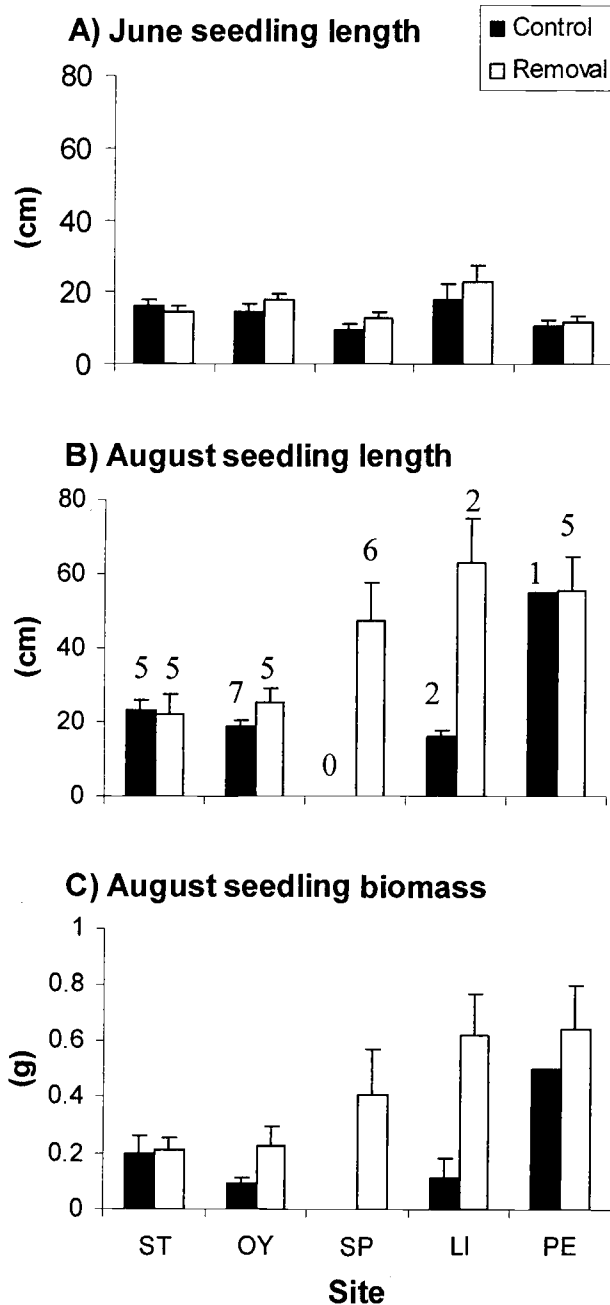 A) June seedling length
Control
Removal
80
60
40
20
0
(cm)
B) August seedling length
80
60
40
20
0
(cm)
5 5 7 5 0 6 2 2 1 5
C) August seedling biomass
1
0.8
0.6
0.4
0.2
0
(g)
ST OY SP LI PE
Site